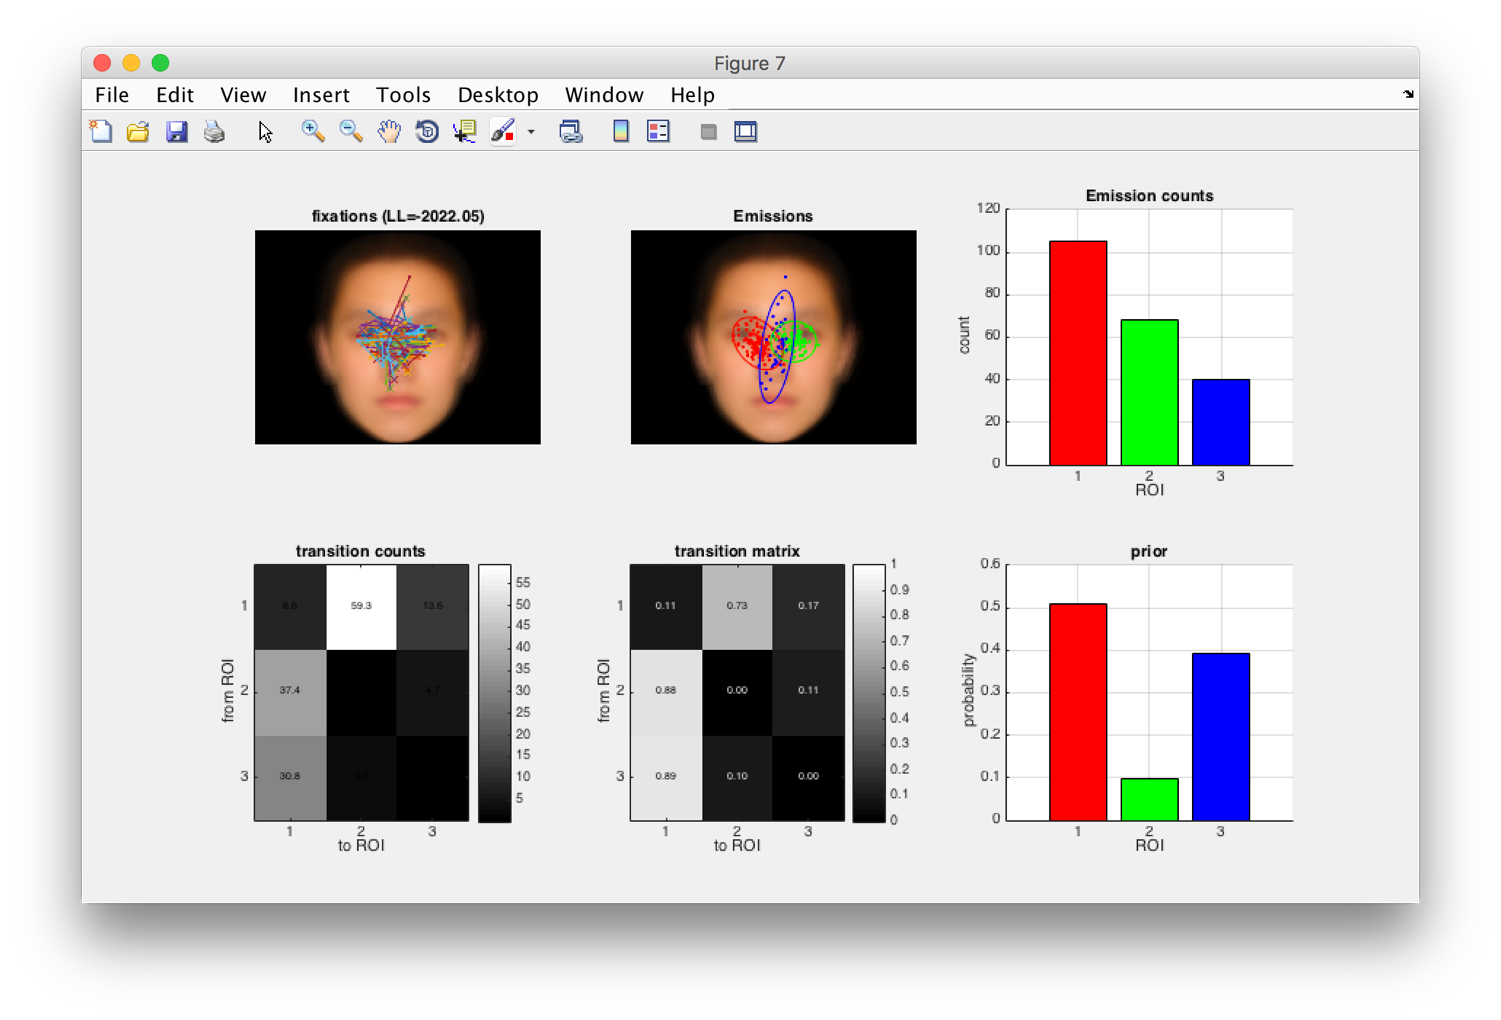 Figure 7
File Edit View Insert Tools Desktop Window Help
fixations (LL=-2022.05)
Emissions
Emission counts
120
100
80
60
40
20
0
count
1 2 3
ROI
transition counts
1
2
3
from ROI
8.6 59.3 13.6
37.4 4.7
30.8
1 2 3
to ROI
55
50
45
40
35
30
25
20
15
10
5
transition matrix
1
2
3
from ROI
0.11 0.73 0.17
0.88 0.00 0.11
0.89 0.10 0.00
1 2 3
to ROI
1
0.9
0.8
0.7
0.6
0.5
0.4
0.3
0.2
0.1
0
prior
0.6
0.5
0.4
0.3
0.2
0.1
0
probability
1 2 3
ROI